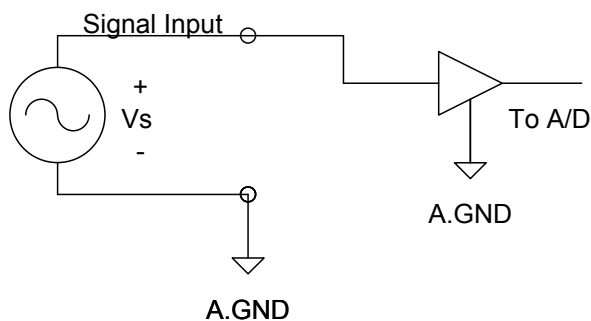 Signal Input
+
Vs
-
To A/D
A.GND
A.GND